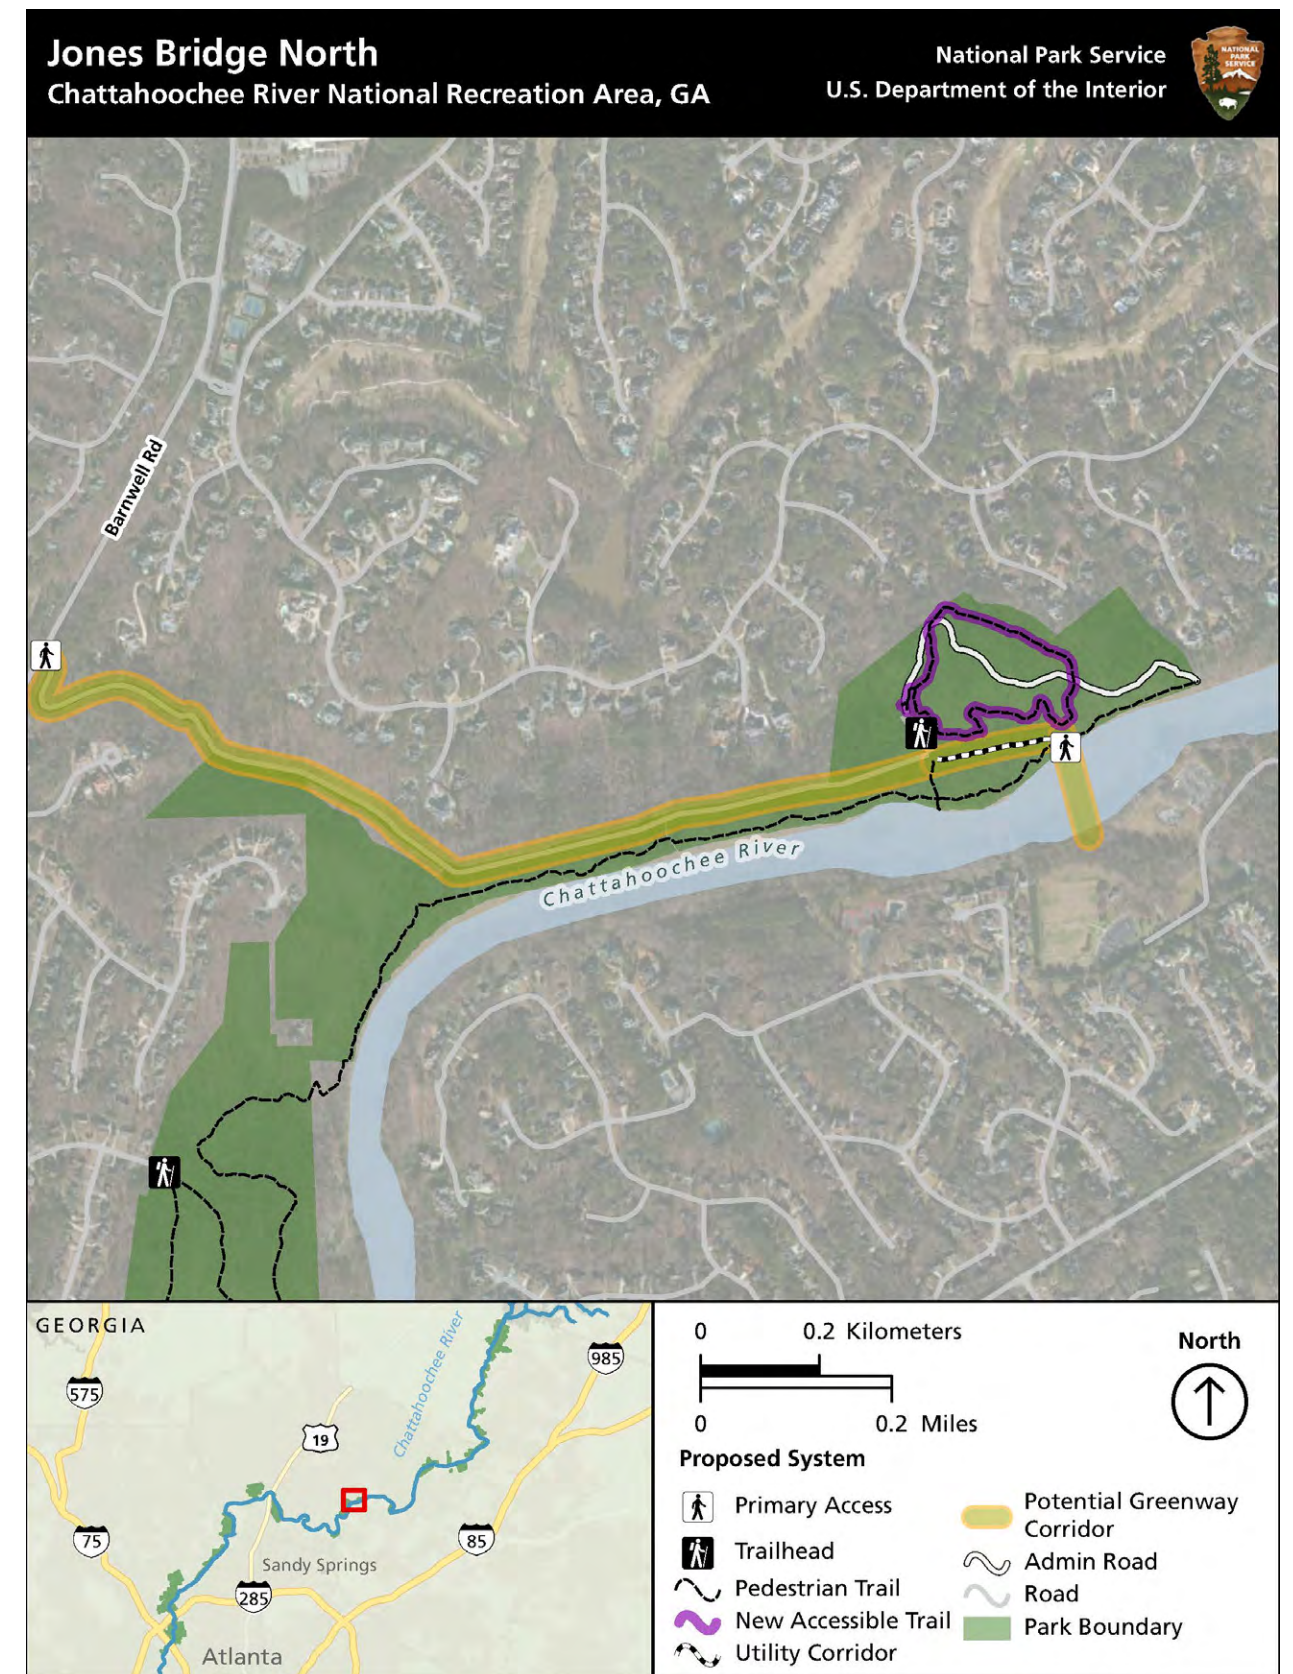 Jones Bridge North
Chattahoochee River National Recreation Area, GA
National Park Service
U.S. Department of the Interior
NATIONAL
PARK
SERVICE
Barnwell Rd
Chattahoochee River
GEORGIA
Chattahoochee River
985
575
19
75
85
Sandy Springs
285
Atlanta
0 0.2 Kilometers
0 0.2 Miles
North
Proposed System
Primary Access
Trailhead
Pedestrian Trail
New Accessible Trail
Utility Corridor
Potential Greenway
Corridor
Admin Road
Road
Park Boundary